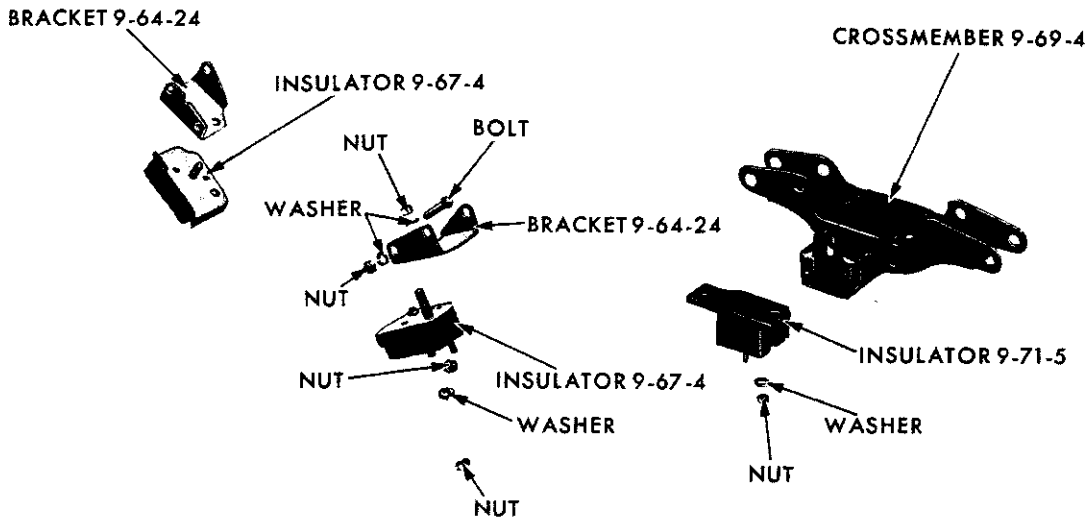 BRACKET 9-64-24
CROSSMEMBER 9-69-4
INSULATOR 9-67-4
BOLT
NUT
WASHER
BRACKET 9-64-24
NUT
INSULATOR 9-71-5
NUT
INSULATOR 9-67-4
WASHER
WASHER
NUT
NUT